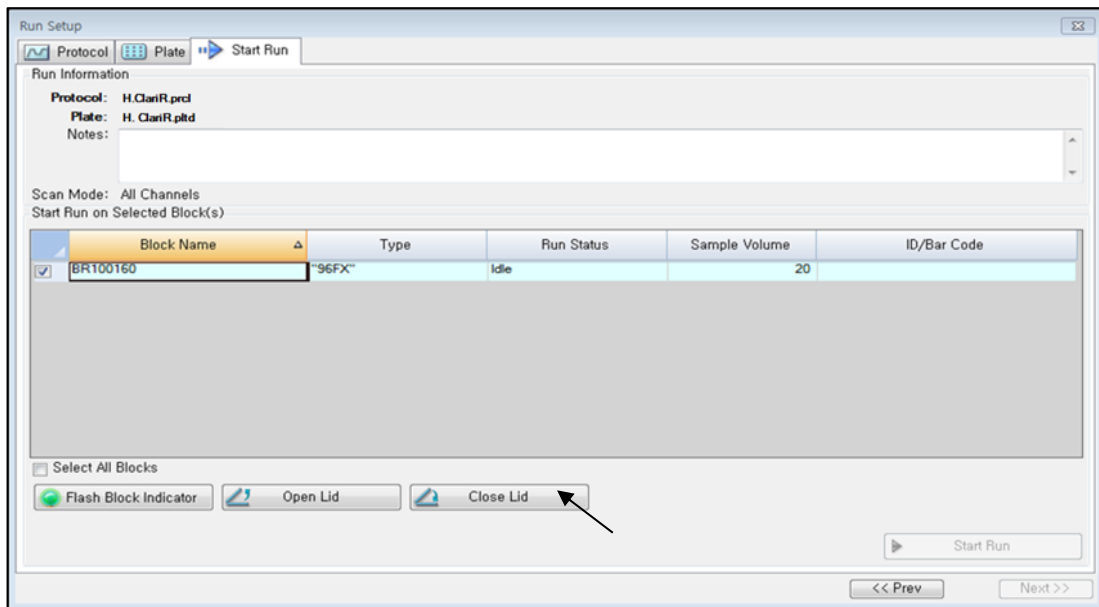 Run Setup
Protocol Plate Start Run
Run Information
Protocol: H.ClariR.prcl
Plate: H. ClariR.pltd
Notes:
Scan Mode: All Channels
Start Run on Selected Block(s)
Block Name Type Run Status Sample Volume ID/Bar Code
BR100160 "96FX" Idle 20
Select All Blocks
Flash Block Indicator Open Lid Close Lid
Start Run
<< Prev Next >>